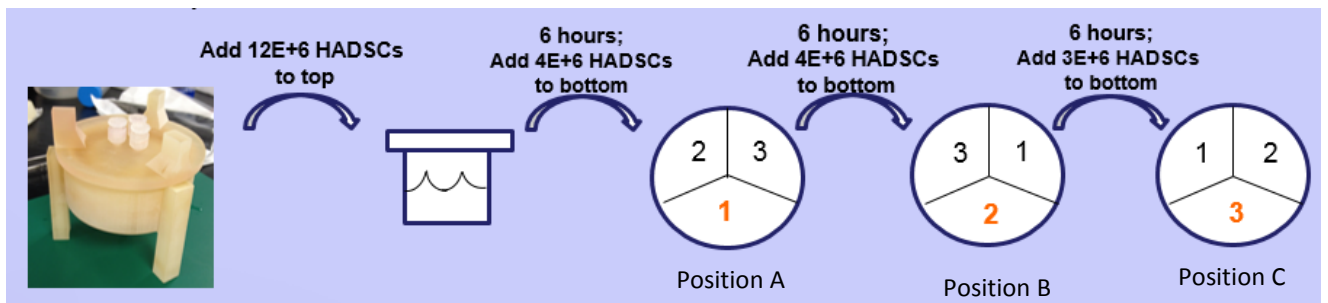 Add 12E+6 HADSCs
to top
6 hours;
Add 4E+6 HADSCs
to bottom
6 hours;
Add 4E+6 HADSCs
to bottom
6 hours;
Add 3E+6 HADSCs
to bottom
2 3
1
3 1
2
1 2
3
Position A
Position B
Position C